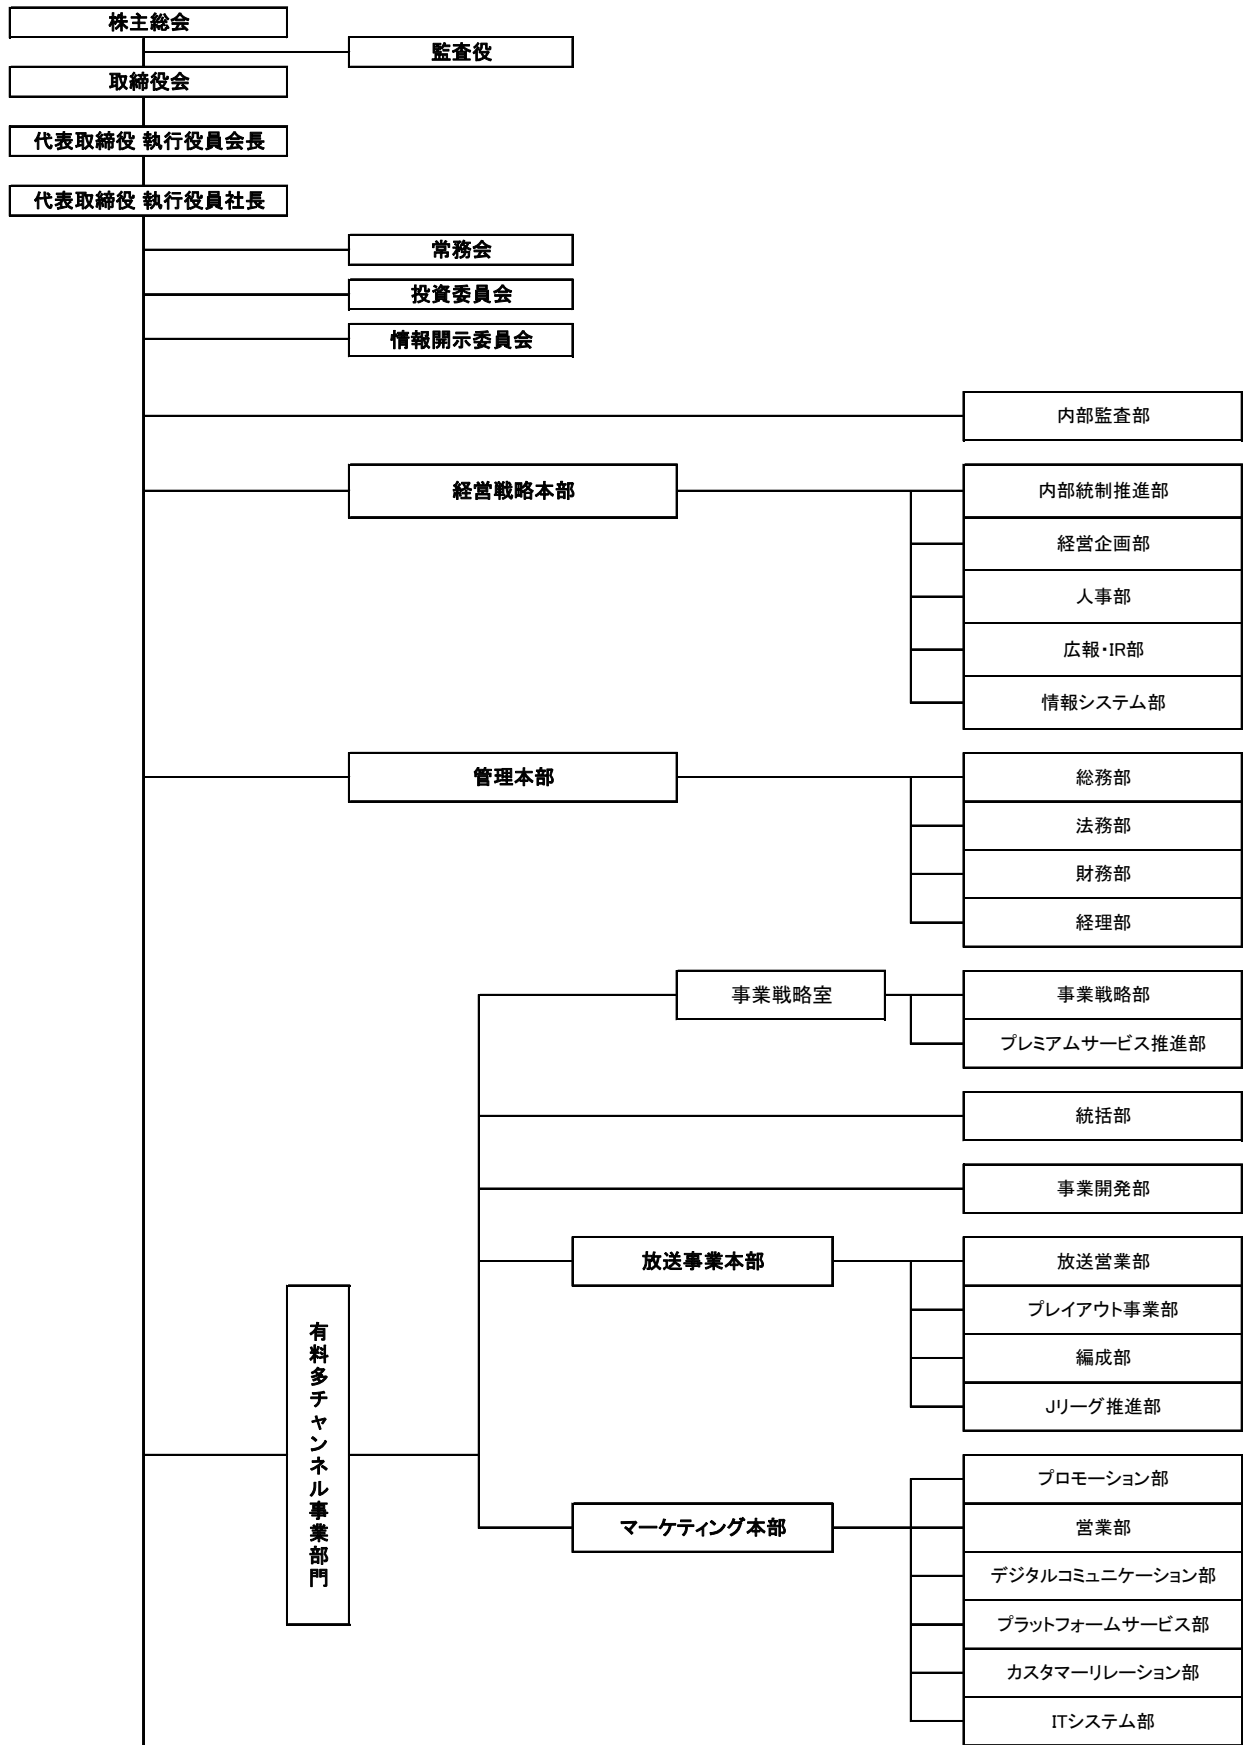 株主総会
監査役
取締役会
代表取締役 執行役員会長
代表取締役 執行役員社長
常務会
投資委員会
情報開示委員会
内部監査部
経営戦略本部
内部統制推進部
経営企画部
人事部
広報・IR部
情報システム部
管理本部
総務部
法務部
財務部
経理部
事業戦略室
事業戦略部
プレミアムサービス推進部
統括部
事業開発部
放送事業本部
放送営業部
プレイアウト事業部
編成部
Jリーグ推進部
有料多チャンネル事業部門
マーケティング本部
プロモーション部
営業部
デジタルコミュニケーション部
プラットフォームサービス部
カスタマーリレーション部
ITシステム部